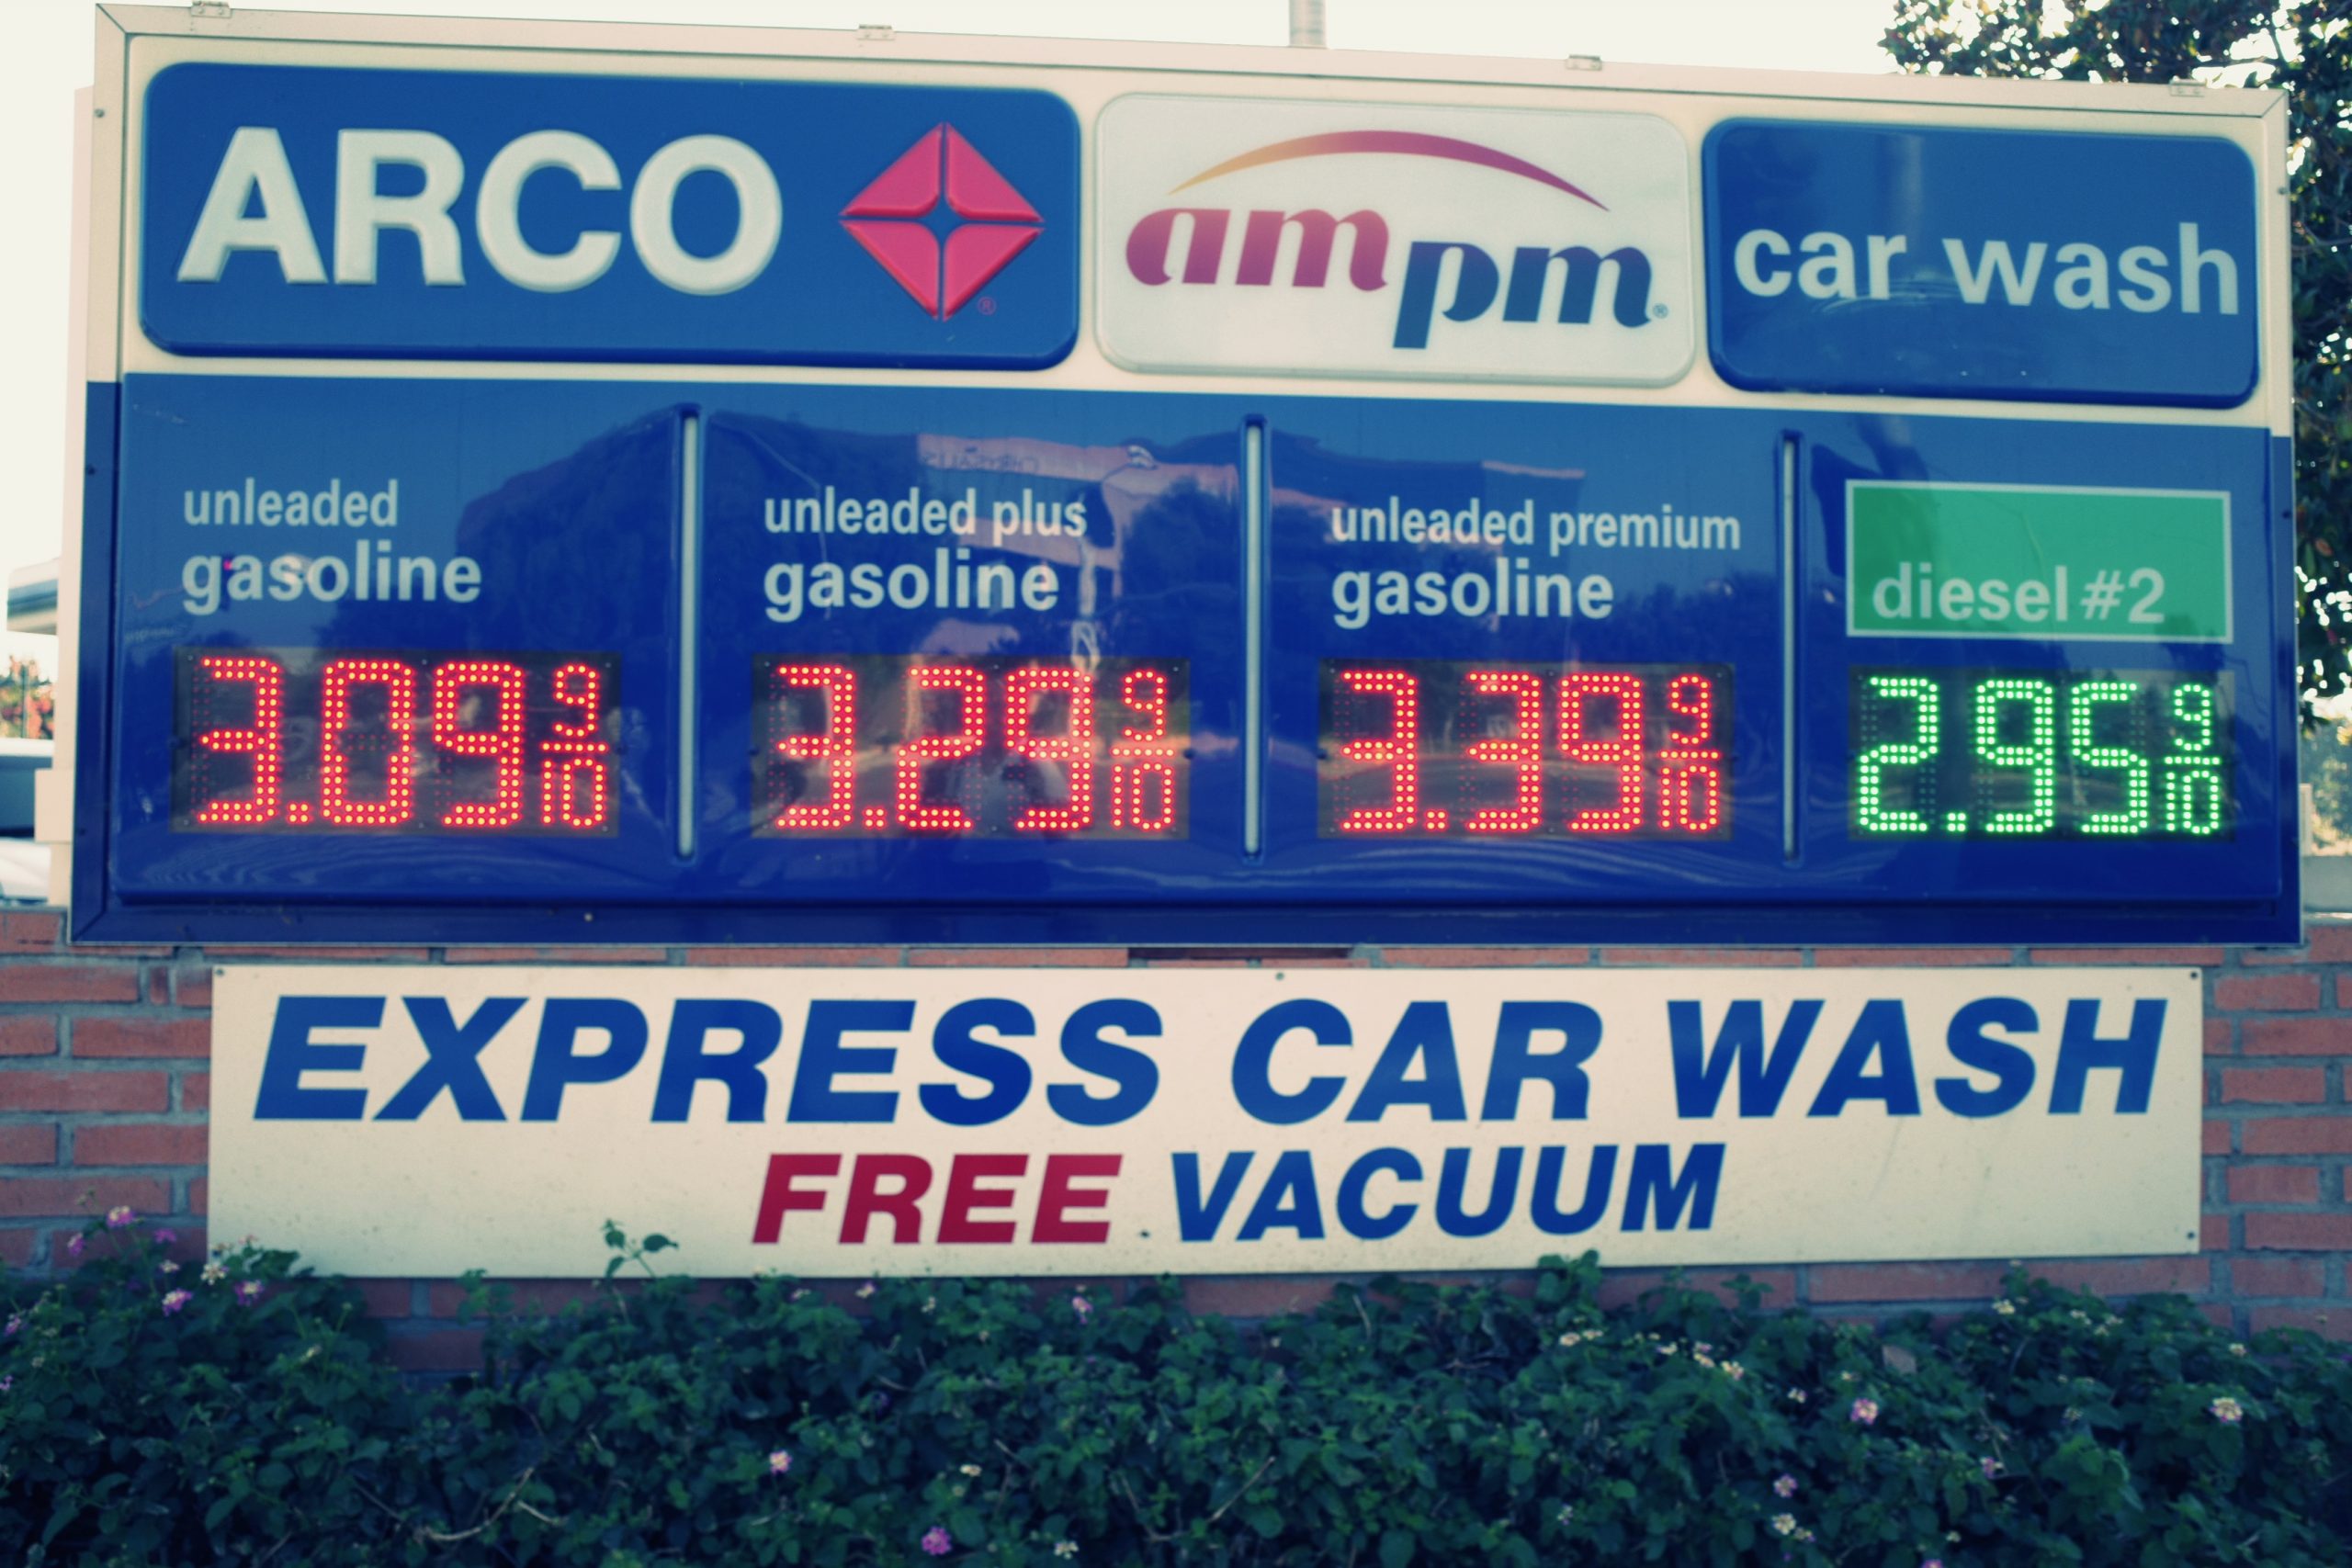 ARCO ®
ampm®
car wash
unleaded
gasoline
3.09 9/10
unleaded plus
gasoline
3.29 9/10
unleaded premium
gasoline
3.39 9/10
diesel #2
2.95 9/10
EXPRESS CAR WASH
FREE VACUUM